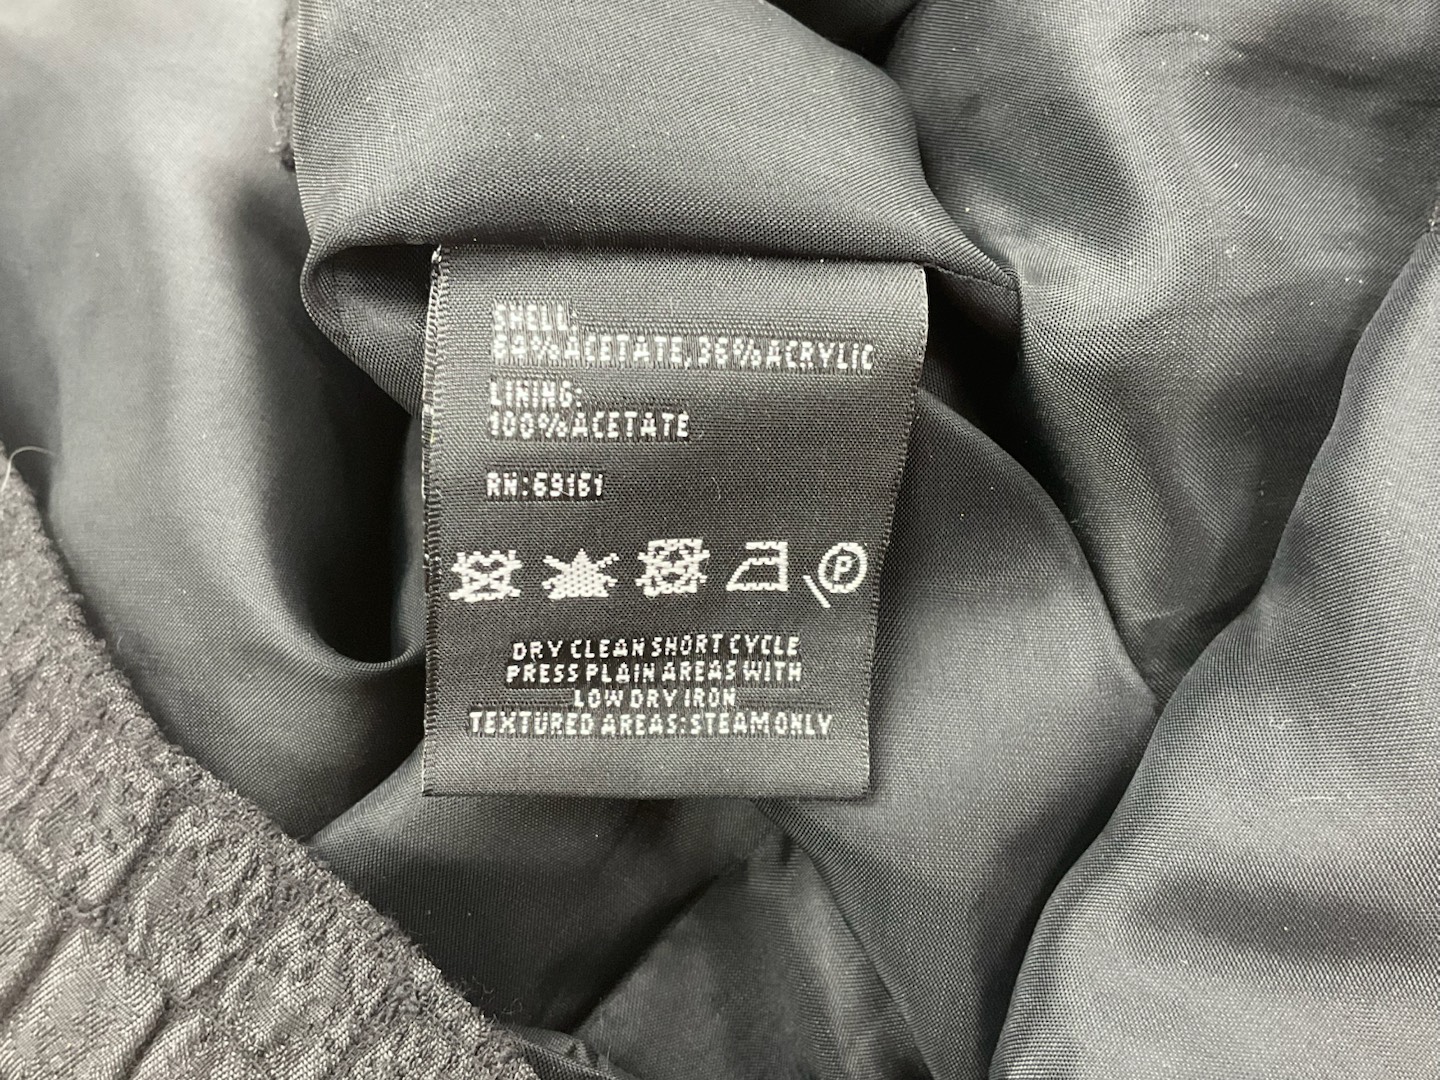 SHELL:
64%ACETATE,36%ACRYLIC
LINING:
100%ACETATE
RN:69161
P
DRY CLEAN SHORT CYCLE
PRESS PLAIN AREAS WITH
LOW DRY IRON
TEXTURED AREAS:STEAM ONLY